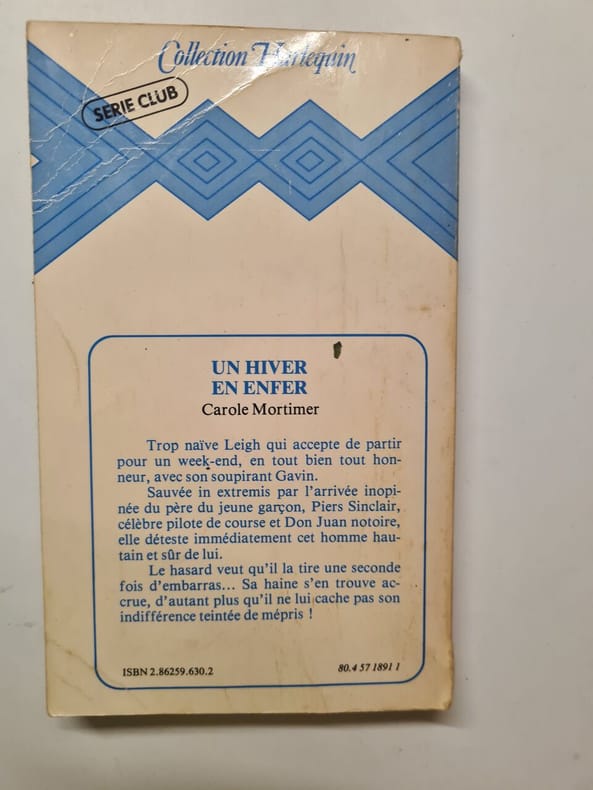 Collection Harlequin
SERIE CLUB
UN HIVER
EN ENFER
Carole Mortimer
Trop naïve Leigh qui accepte de partir
pour un week-end, en tout bien tout hon-
neur, avec son soupirant Gavin.
Sauvée in extremis par l'arrivée inopi-
née du père du jeune garçon, Piers Sinclair,
célèbre pilote de course et Don Juan notoire,
elle déteste immédiatement cet homme hau-
tain et sûr de lui.
Le hasard veut qu'il la tire une seconde
fois d'embarras... Sa haine s'en trouve ac-
crue, d'autant plus qu'il ne lui cache pas son
indifférence teintée de mépris !
ISBN 2.86259.630.2
80.4 57 1891 1